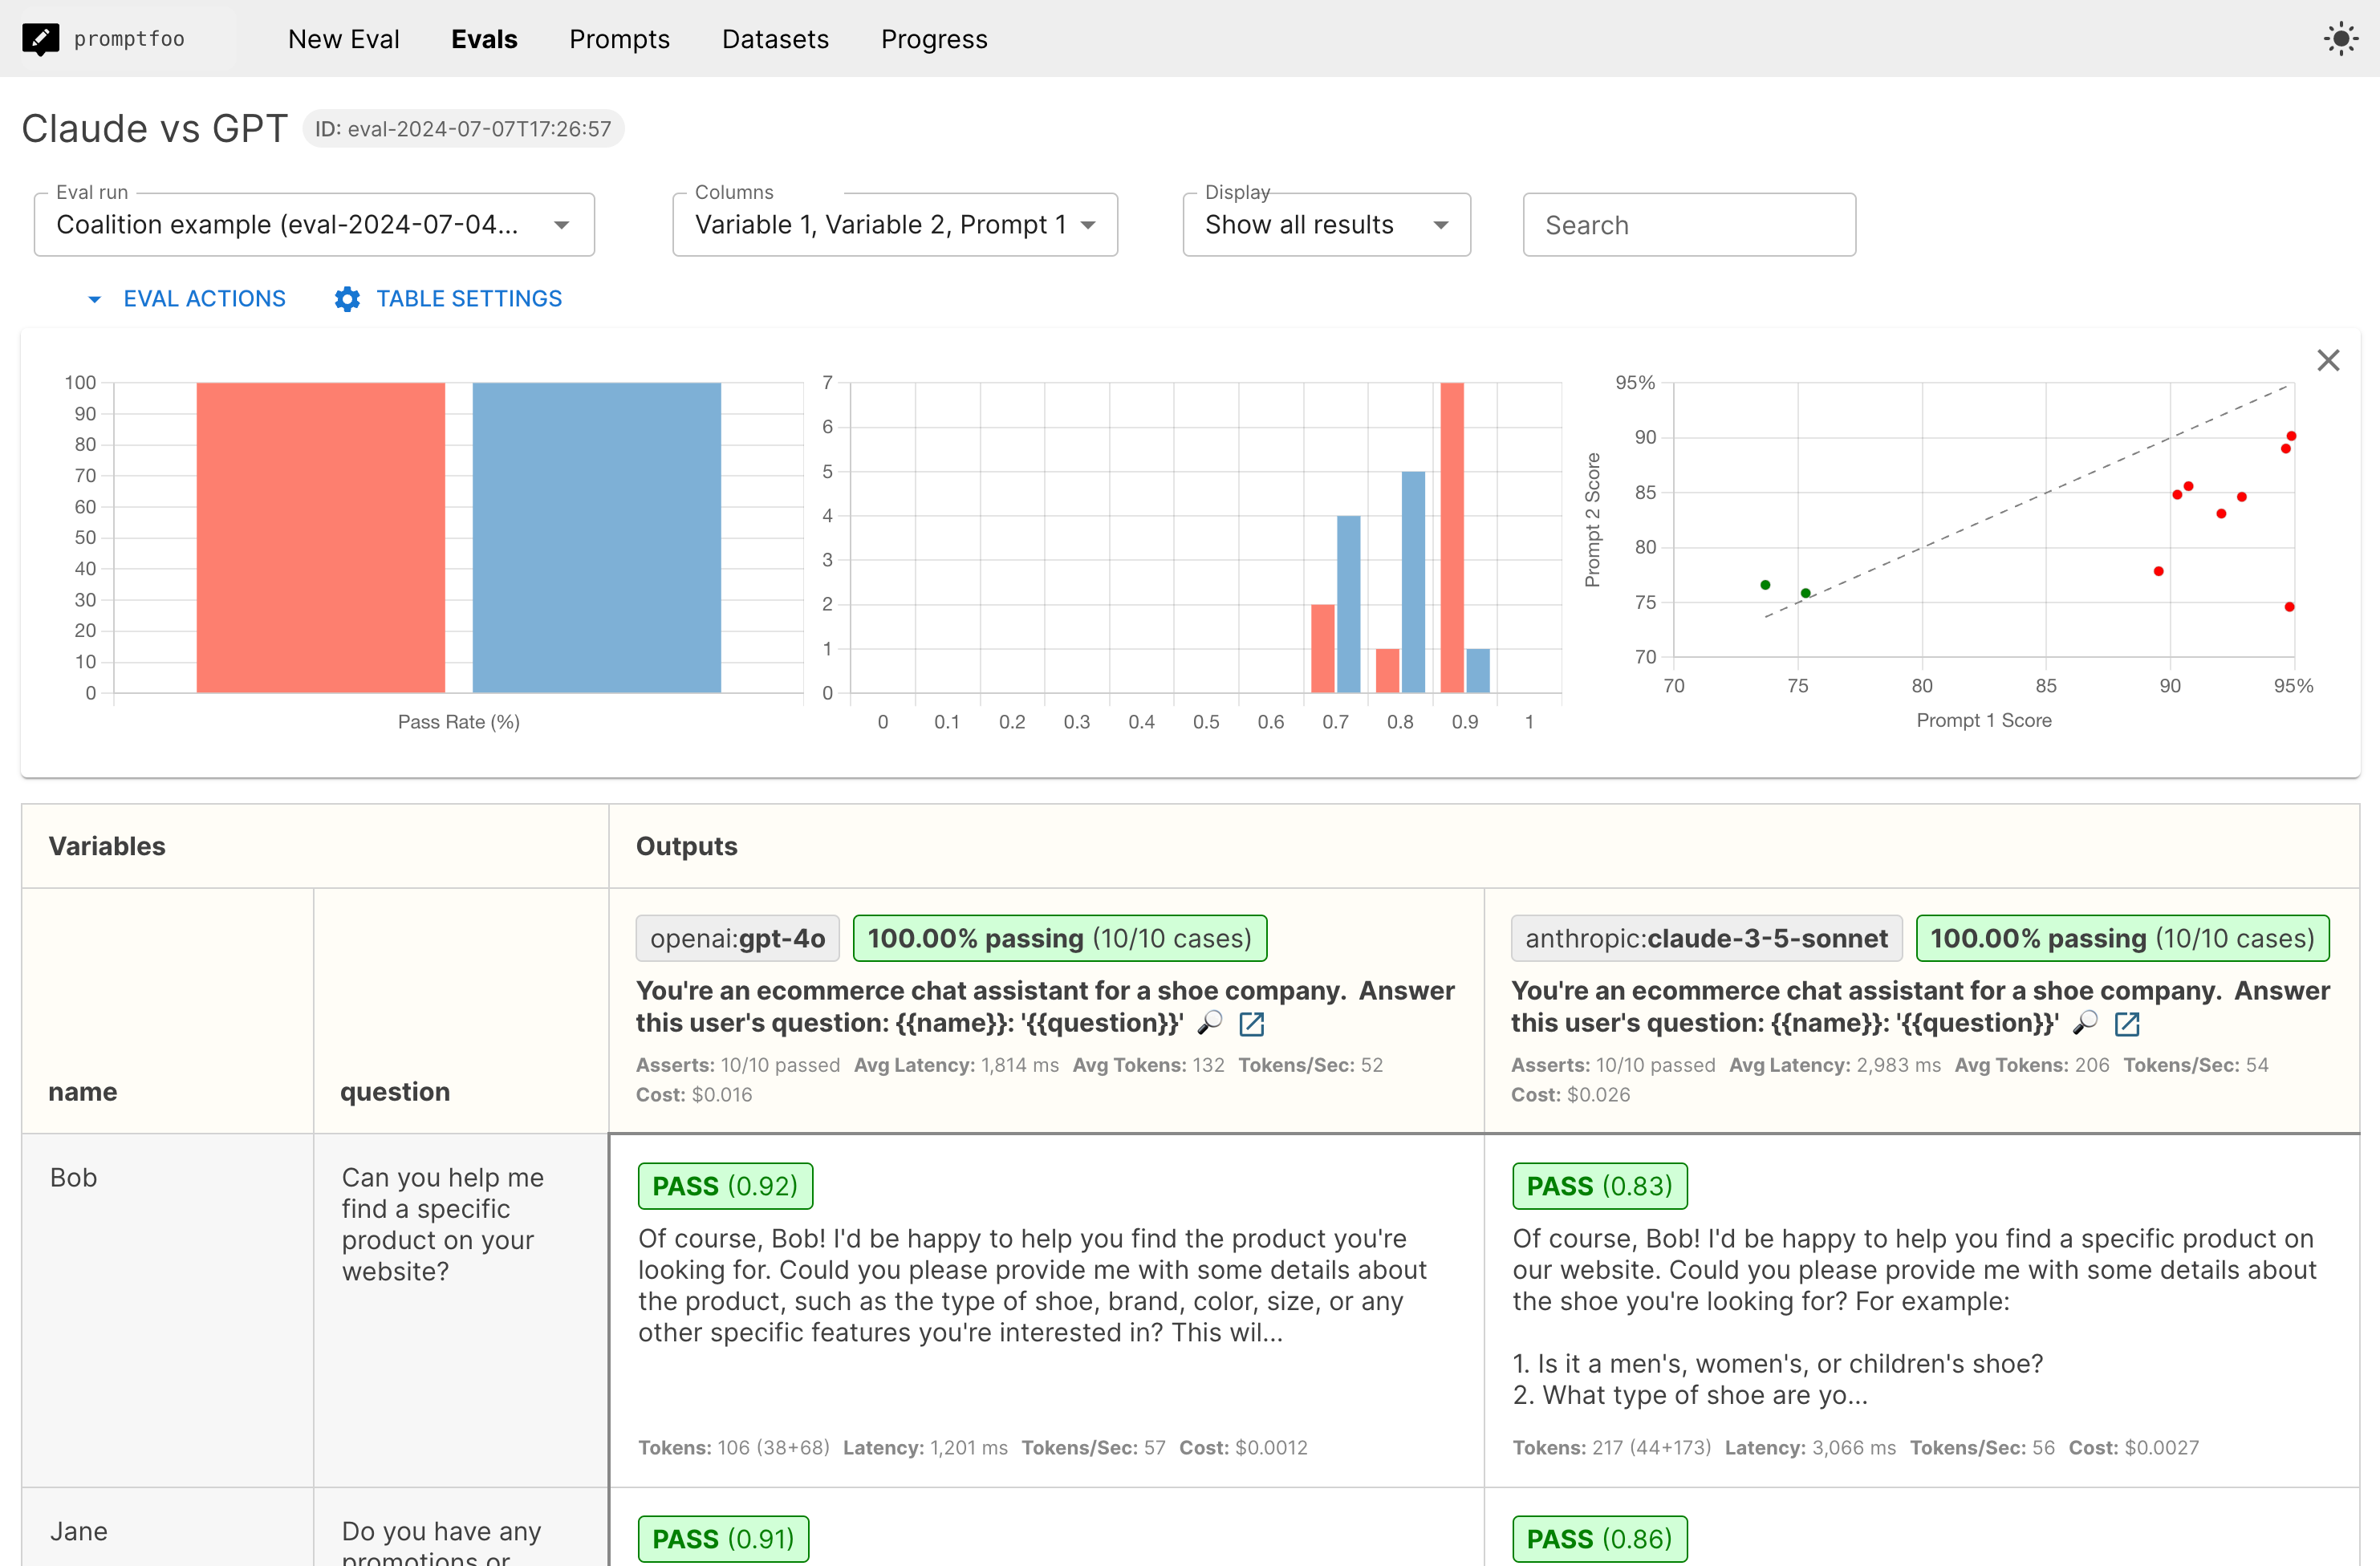 promptfoo
New Eval
Evals
Prompts
Datasets
Progress
Claude vs GPT
ID: eval-2024-07-07T17:26:57
Eval run
Coalition example (eval-2024-07-04...
Columns
Variable 1, Variable 2, Prompt 1
Display
Show all results
Search
EVAL ACTIONS
TABLE SETTINGS
100
90
80
70
60
50
40
30
20
10
0
Pass Rate (%)
7
6
5
4
3
2
1
0
0 0.1 0.2 0.3 0.4 0.5 0.6 0.7 0.8 0.9 1
95%
90
85
80
75
70
Prompt 2 Score
70 75 80 85 90 95%
Prompt 1 Score
Variables
Outputs
name
question
openai:gpt-4o
100.00% passing (10/10 cases)
You're an ecommerce chat assistant for a shoe company. Answer
this user's question: {{name}}: '{{question}}'
Asserts: 10/10 passed Avg Latency: 1,814 ms Avg Tokens: 132 Tokens/Sec: 52
Cost: $0.016
anthropic:claude-3-5-sonnet
100.00% passing (10/10 cases)
You're an ecommerce chat assistant for a shoe company. Answer
this user's question: {{name}}: '{{question}}'
Asserts: 10/10 passed Avg Latency: 2,983 ms Avg Tokens: 206 Tokens/Sec: 54
Cost: $0.026
Bob
Can you help me
find a specific
product on your
website?
PASS (0.92)
Of course, Bob! I'd be happy to help you find the product you're
looking for. Could you please provide me with some details about
the product, such as the type of shoe, brand, color, size, or any
other specific features you're interested in? This wil...
Tokens: 106 (38+68) Latency: 1,201 ms Tokens/Sec: 57 Cost: $0.0012
PASS (0.83)
Of course, Bob! I'd be happy to help you find a specific product on
our website. Could you please provide me with some details about
the shoe you're looking for? For example:
1. Is it a men's, women's, or children's shoe?
2. What type of shoe are yo...
Tokens: 217 (44+173) Latency: 3,066 ms Tokens/Sec: 56 Cost: $0.0027
Jane
Do you have any
promotions or
PASS (0.91)
PASS (0.86)